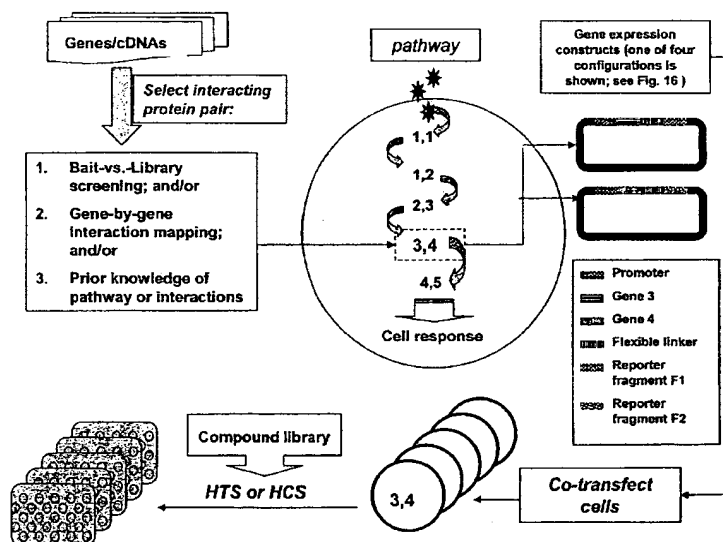 Genes/cDNAs
Select interacting
protein pair:
1. Bait-vs.-Library
screening; and/or
2. Gene-by-gene
interaction mapping;
and/or
3. Prior knowledge of
pathway or interactions
pathway
1,1
1,2
2,3
3,4
4,5
Cell response
Gene expression
constructs (one of four
configurations is
shown; see Fig. 16 )
Promoter
Gene 3
Gene 4
Flexible linker
Reporter
fragment F1
Reporter
fragment F2
Compound library
HTS or HCS
3,4
Co-transfect
cells